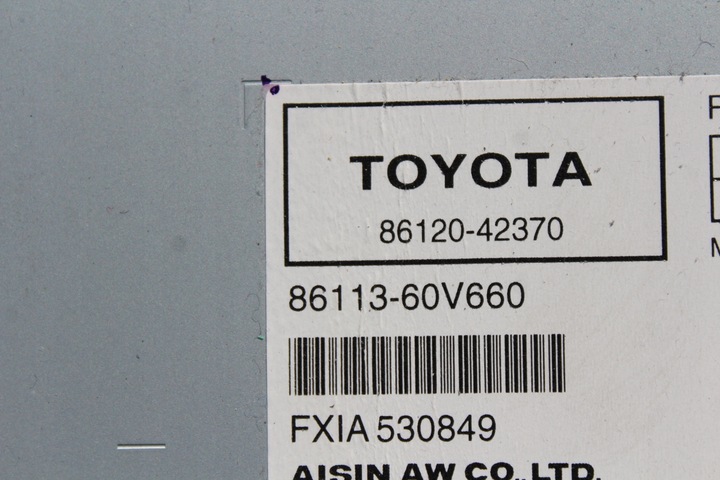 TOYOTA
86120-42370
86113-60V660
FXIA 530849
AISIN AW CO.,LTD.